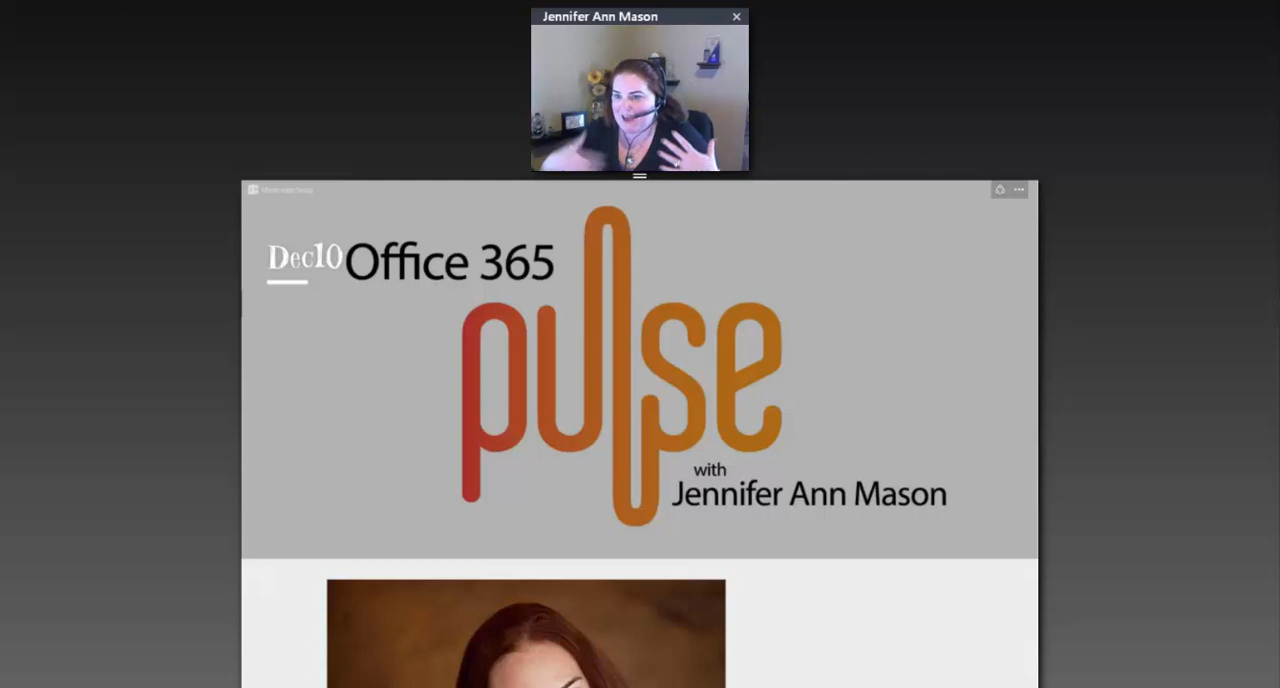 Jennifer Ann Mason
Dec10 Office 365
pulse
with
Jennifer Ann Mason